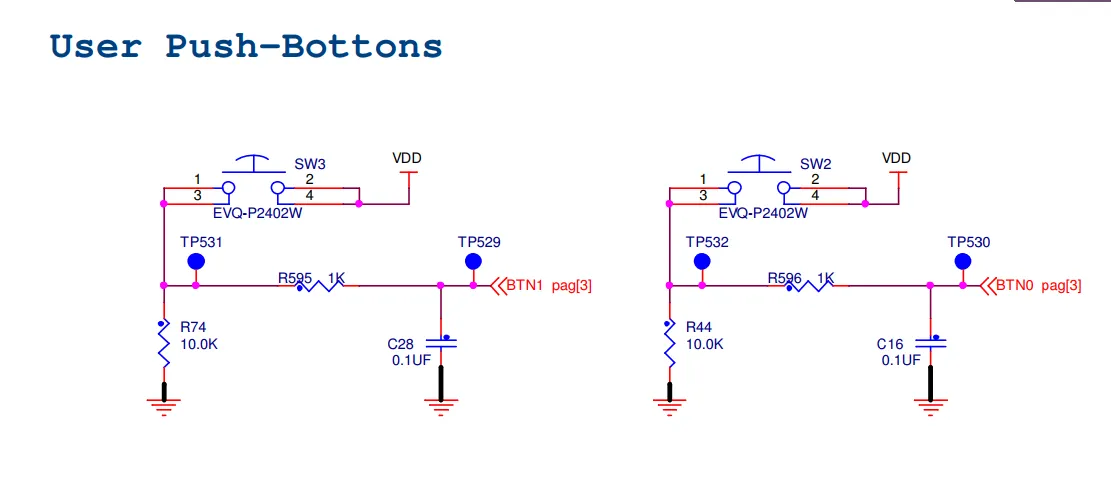 User Push-Bottons
SW3
VDD
1
2
3
4
EVQ-P2402W
TP531
TP529
R595
1K
BTN1 pag[3]
R74
10.0K
C28
0.1UF
SW2
VDD
1
2
3
4
EVQ-P2402W
TP532
TP530
R596
1K
BTN0 pag[3]
R44
10.0K
C16
0.1UF